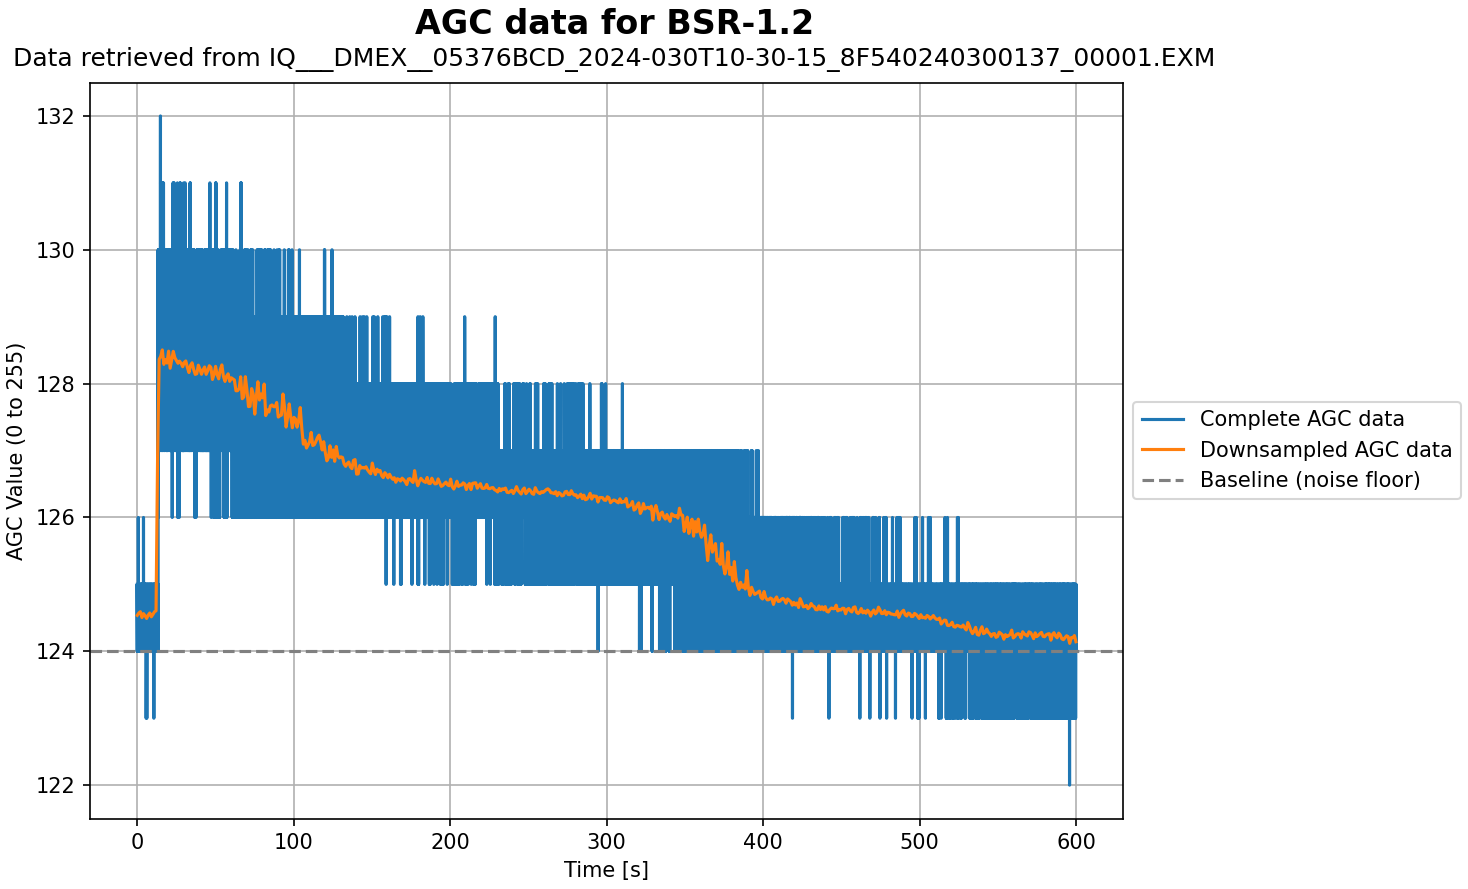 AGC data for BSR-1.2
Data retrieved from IQ___DMEX__05376BCD_2024-030T10-30-15_8F540240300137_00001.EXM
132
130
128
126
124
122
AGC Value (0 to 255)
0
100
200
300
400
500
600
Time [s]
Complete AGC data
Downsampled AGC data
Baseline (noise floor)